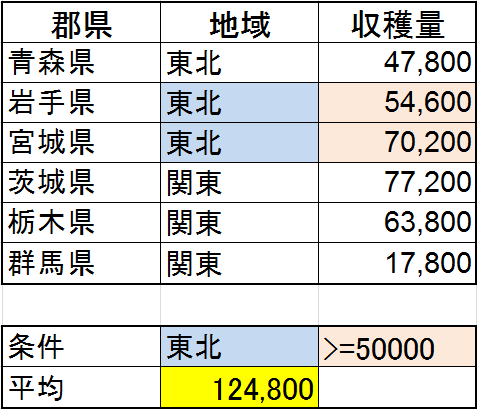 郡県 地域 収穫量
青森県 東北 47,800
岩手県 東北 54,600
宮城県 東北 70,200
茨城県 関東 77,200
栃木県 関東 63,800
群馬県 関東 17,800
条件 東北 >=50000
平均 124,800